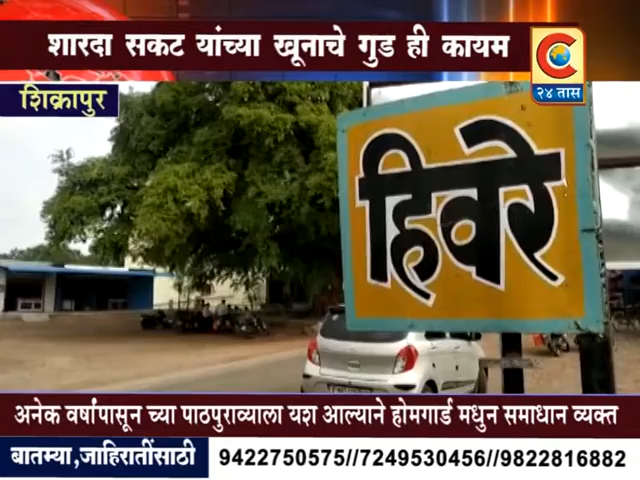 शारदा सकट यांच्या खूनाचे गुड ही कायम
C
२४ तास
शिक्रापुर
हिवरे
अनेक वर्षांपासून च्या पाठपुराव्याला यश आल्याने होमगार्ड मधुन समाधान व्यक्त
बातम्या,जाहिरातींसाठी 9422750575//7249530456//9822816882